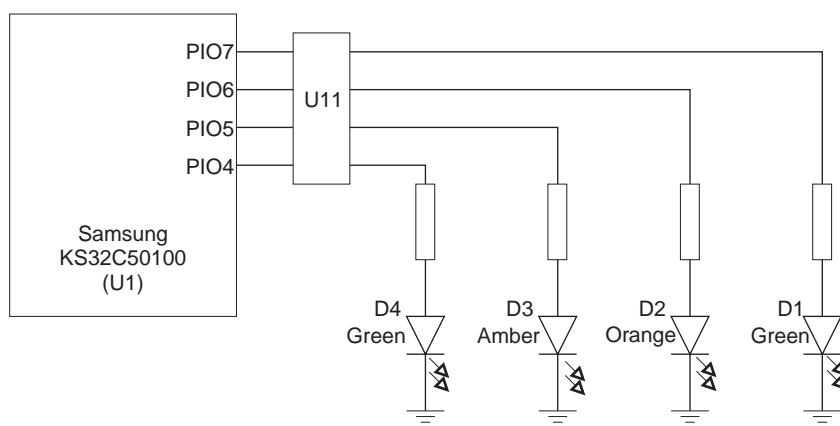 PIO7
PIO6
U11
PIO5
PIO4
Samsung
KS32C50100
(U1)
D4
Green
D3
Amber
D2
Orange
D1
Green